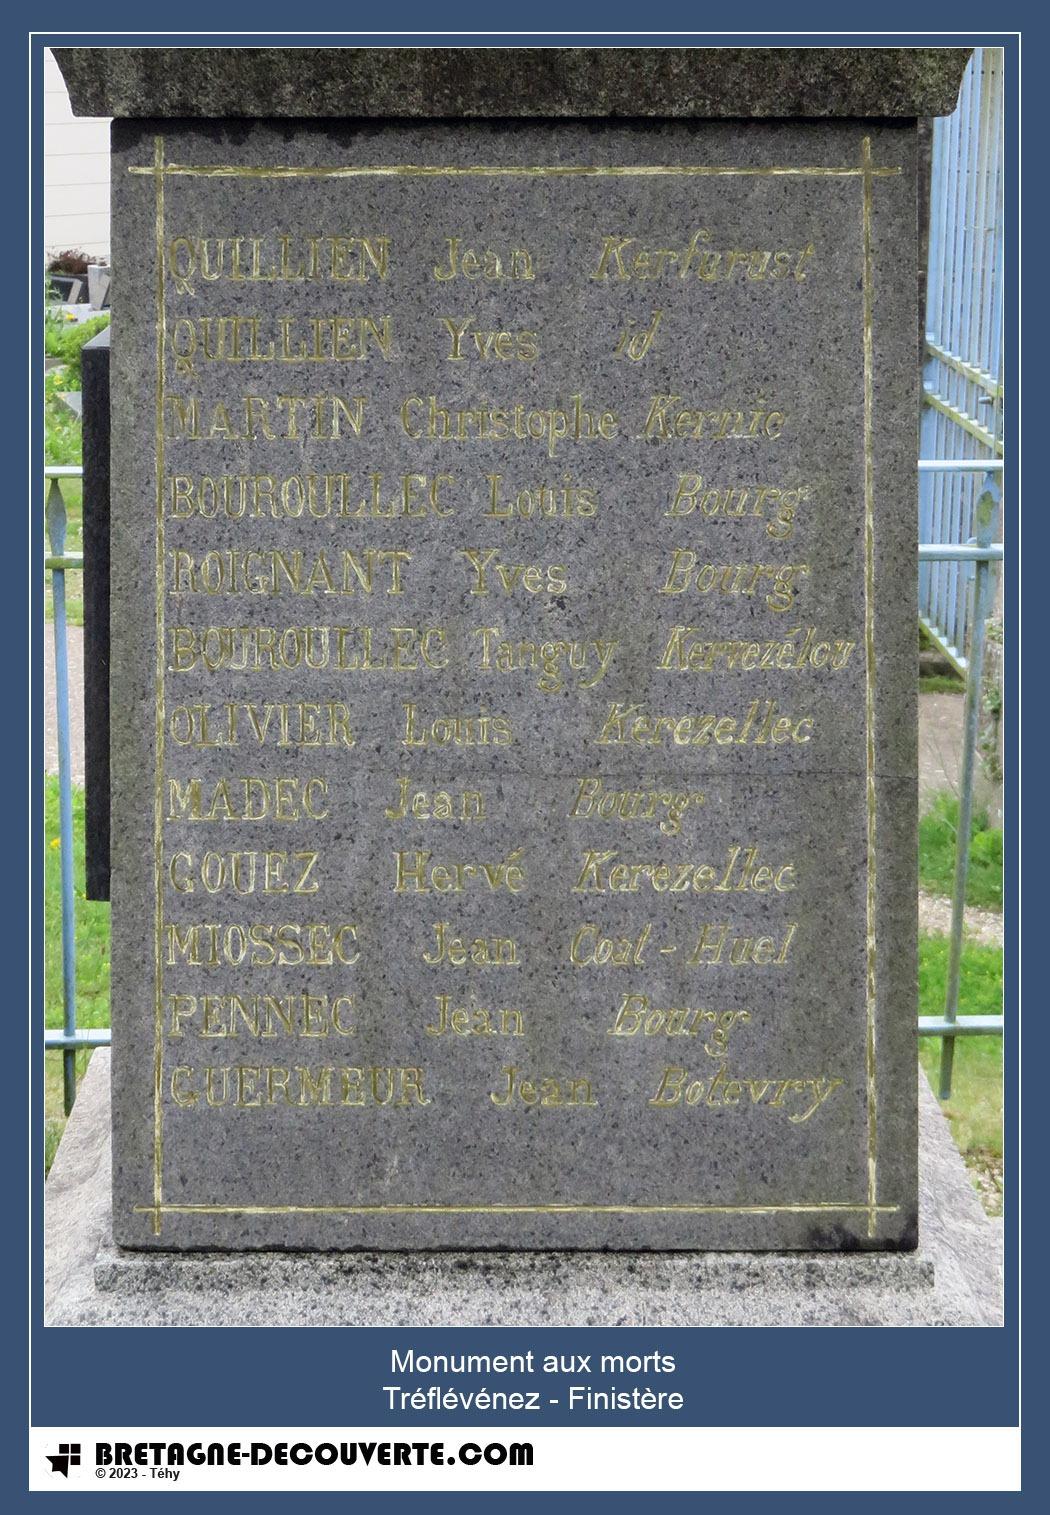 QUILLIEN Jean Kerfurust
QUILLIEN Yves id
MARTIN Christophe Kernïc
BOUROULLEC Louis Bourg
ROIGNANT Yves Bourg
BOUROULLEC Tanguy Kervezélou
OLIVIER Louis Kerezellec
MADEC Jean Bourg
GOUEZ Hervé Kerezellec
MIOSSEC Jean Coat-Huel
PENNEC Jean Bourg
GUERMEUR Jean Botevry
Monument aux morts
Tréflévénez - Finistère
BRETAGNE-DECOUVERTE.COM
© 2023 - Téhy